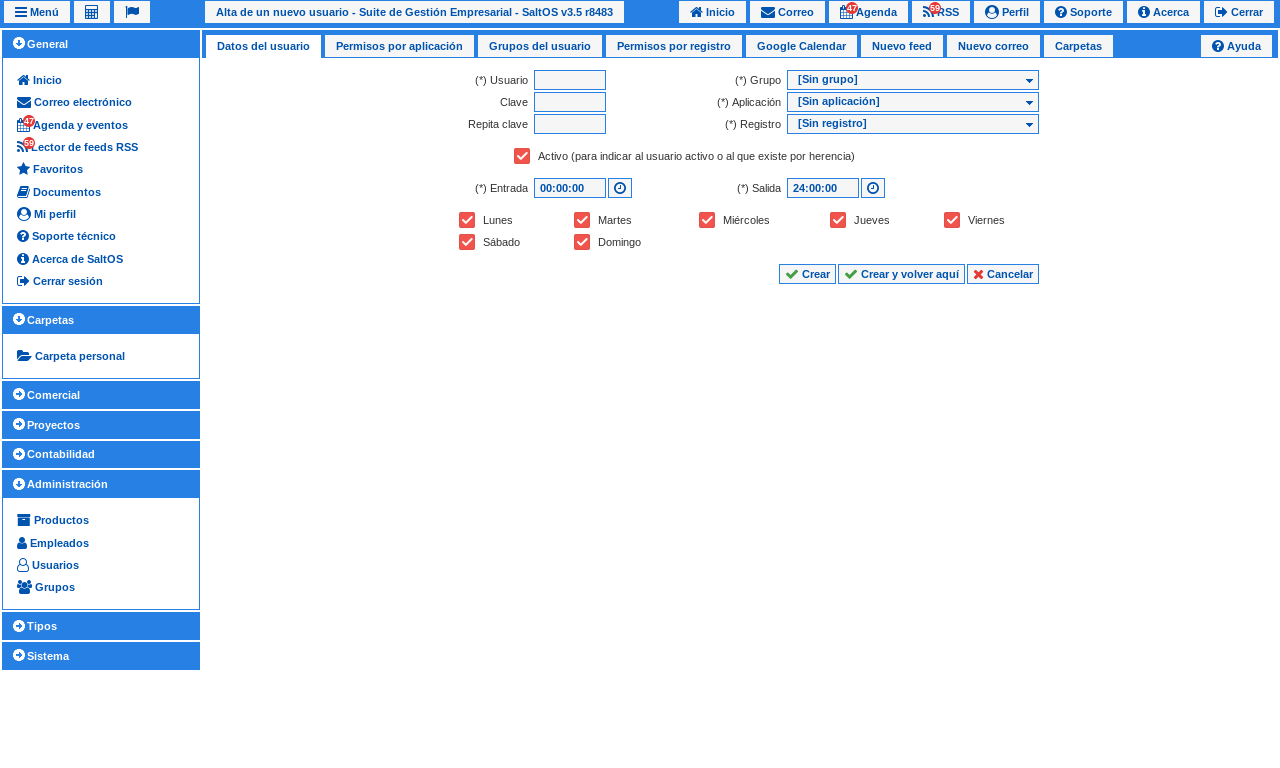 Menú
Alta de un nuevo usuario - Suite de Gestión Empresarial - SaltOS v3.5 r8483
Inicio
Correo
47 Agenda
59 RSS
Perfil
Soporte
Acerca
Cerrar
General
Inicio
Correo electrónico
47 Agenda y eventos
59 Lector de feeds RSS
Favoritos
Documentos
Mi perfil
Soporte técnico
Acerca de SaltOS
Cerrar sesión
Carpetas
Carpeta personal
Comercial
Proyectos
Contabilidad
Administración
Productos
Empleados
Usuarios
Grupos
Tipos
Sistema
Datos del usuario
Permisos por aplicación
Grupos del usuario
Permisos por registro
Google Calendar
Nuevo feed
Nuevo correo
Carpetas
Ayuda
(*) Usuario
(*) Grupo [Sin grupo]
Clave
(*) Aplicación [Sin aplicación]
Repita clave
(*) Registro [Sin registro]
Activo (para indicar al usuario activo o al que existe por herencia)
(*) Entrada 00:00:00
(*) Salida 24:00:00
Lunes Martes Miércoles Jueves Viernes
Sábado Domingo
Crear Crear y volver aquí Cancelar